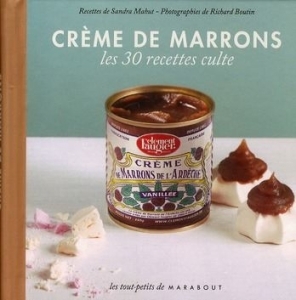 Recettes de Sandra Mahut - Photographies de Richard Boutin
CRÈME DE MARRONS
les 30 recettes culte
Clément
Faugier
CRÈME
DE MARRONS DE L'ARDÈCHE
VANILLÉE
les tout-petits de MARABOUT